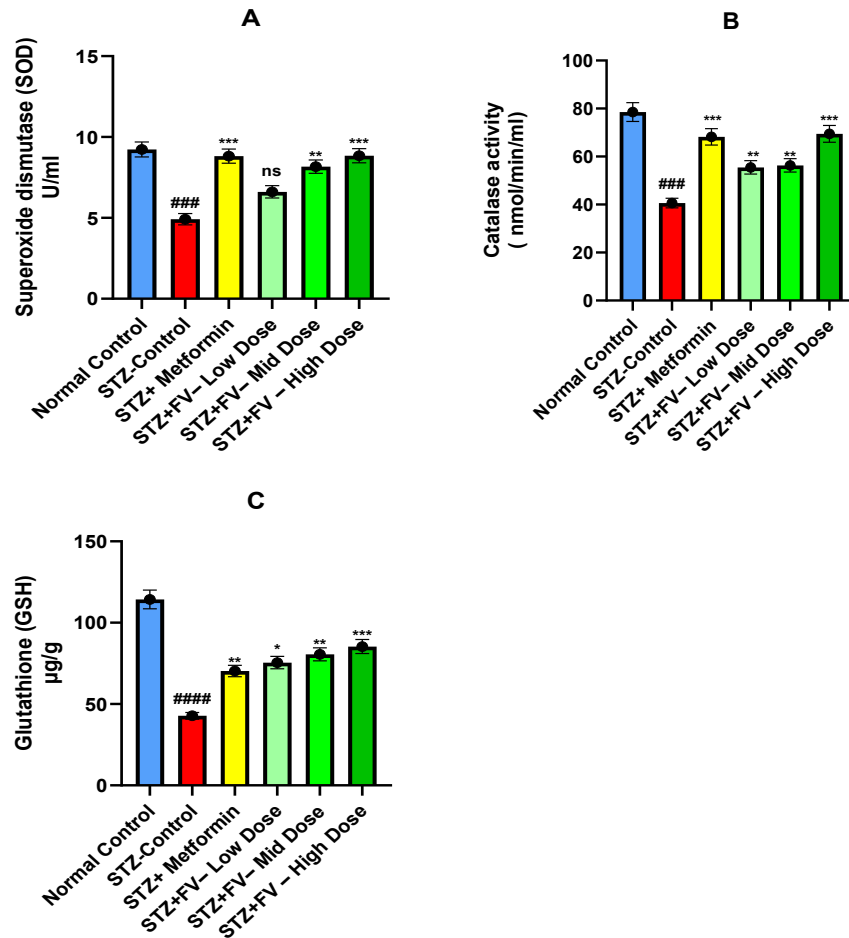 A
Superoxide dismutase (SOD)
U/ml
15
10
5
0
***
###
ns
**
***
Normal Control
STZ-Control
STZ+ Metformin
STZ+FV– Low Dose
STZ+FV– Mid Dose
STZ+FV – High Dose
B
Catalase activity
( nmol/min/ml)
100
80
60
40
20
0
###
***
**
**
***
Normal Control
STZ-Control
STZ+ Metformin
STZ+FV– Low Dose
STZ+FV– Mid Dose
STZ+FV – High Dose
C
Glutathione (GSH)
µg/g
150
100
50
0
####
**
*
**
***
Normal Control
STZ-Control
STZ+ Metformin
STZ+FV– Low Dose
STZ+FV– Mid Dose
STZ+FV – High Dose